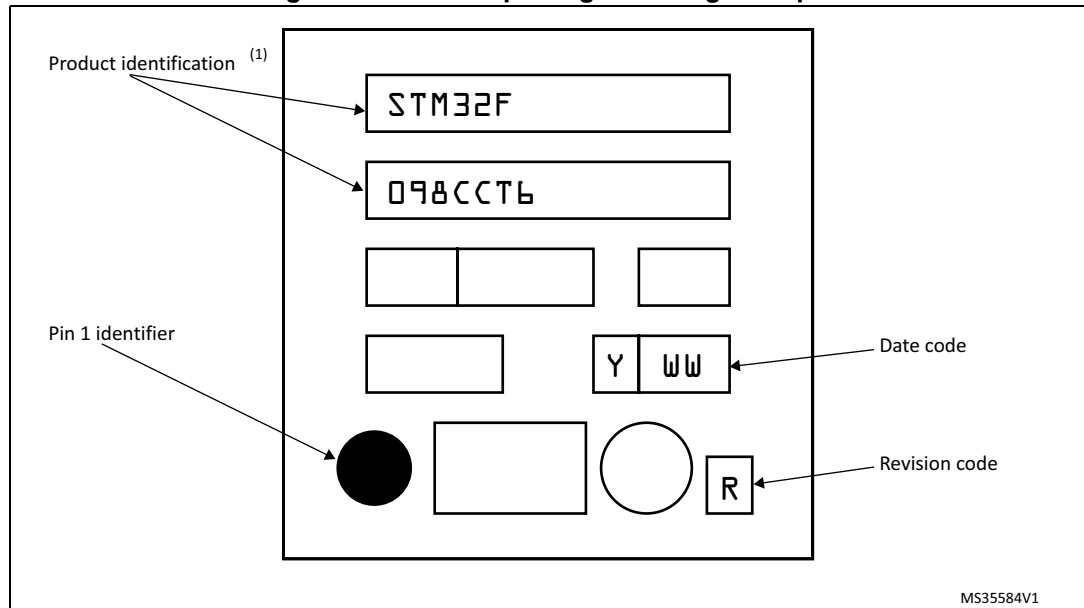 Product identification (1)
STM32F
098CCT6
Pin 1 identifier
Y WW
Date code
R
Revision code
MS35584V1